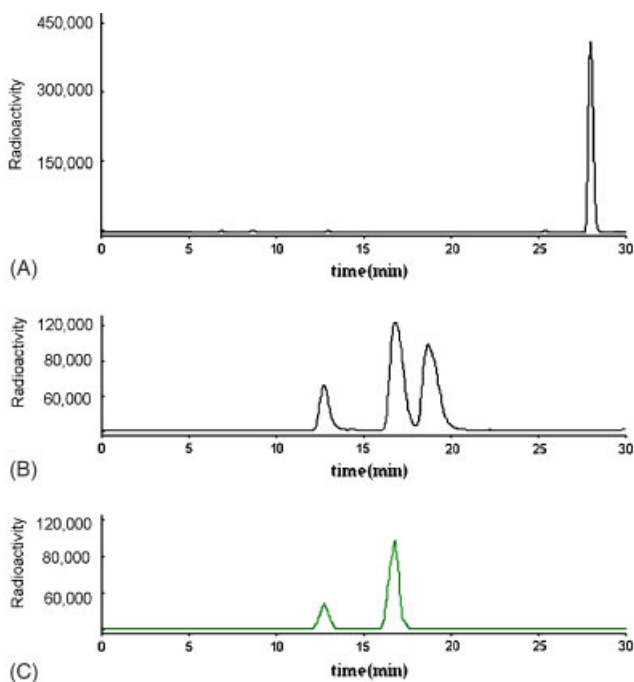 450,000
300,000
150,000
Radioactivity
0 5 10 15 20 25 30
(A) time(min)
120,000
80,000
60,000
Radioactivity
0 5 10 15 20 25 30
(B) time(min)
120,000
80,000
60,000
Radioactivity
0 5 10 15 20 25 30
(C) time(min)